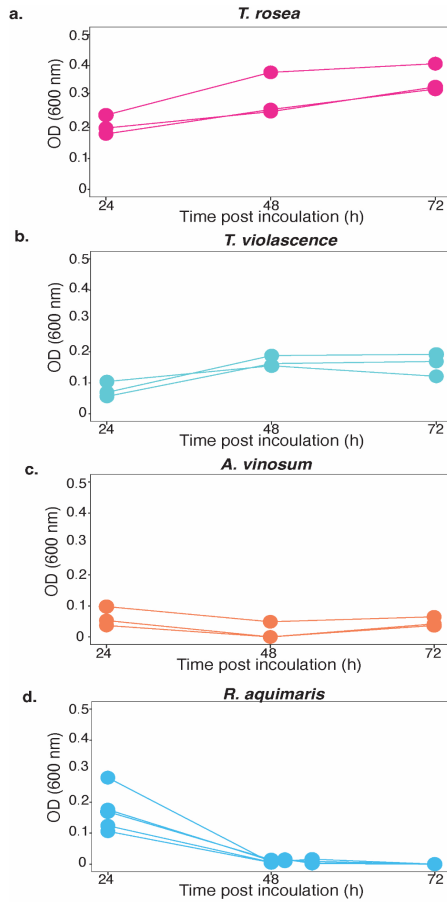 a.
T. rosea
0.5
0.4
0.3
0.2
0.1
0
OD (600 nm)
24 48 72
Time post incoulation (h)
b.
T. violascence
0.5
0.4
0.3
0.2
0.1
0
OD (600 nm)
24 48 72
Time post incoulation (h)
c.
A. vinosum
0.5
0.4
0.3
0.2
0.1
0
OD (600 nm)
24 48 72
Time post incoulation (h)
d.
R. aquimaris
0.5
0.4
0.3
0.2
0.1
0
OD (600 nm)
24 48 72
Time post incoulation (h)